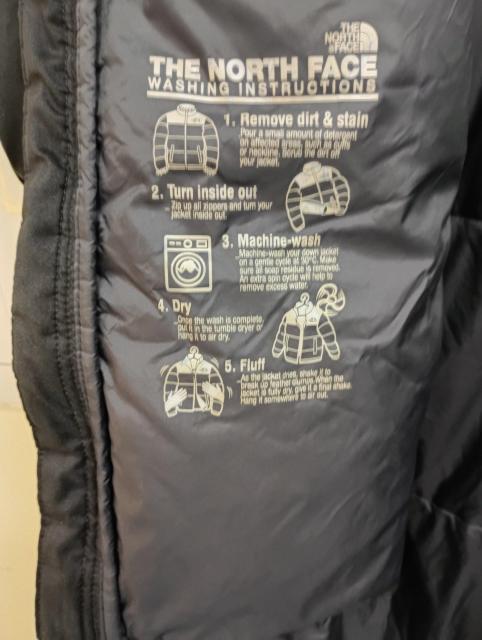 THE
NORTH
FACE
THE NORTH FACE
WASHING INSTRUCTIONS
1. Remove dirt & stain
Pour a small amount of detergent
on affected areas, such as cuffs
or neckline, scrub the dirt off
your jacket.
2. Turn inside out
Zip up all zippers and turn your
jacket inside out.
3. Machine-wash
Machine-wash your down jacket
on a gentle cycle at 30°C. Make
sure all soap residue is removed.
An extra spin cycle will help to
remove excess water.
4. Dry
Once the wash is complete,
put it in the tumble dryer or
hang it to air dry.
5. Fluff
As the jacket dries, shake it to
break up feather clumps. When the
jacket is fully dry, give it a final shake.
Hang it somewhere to air out.